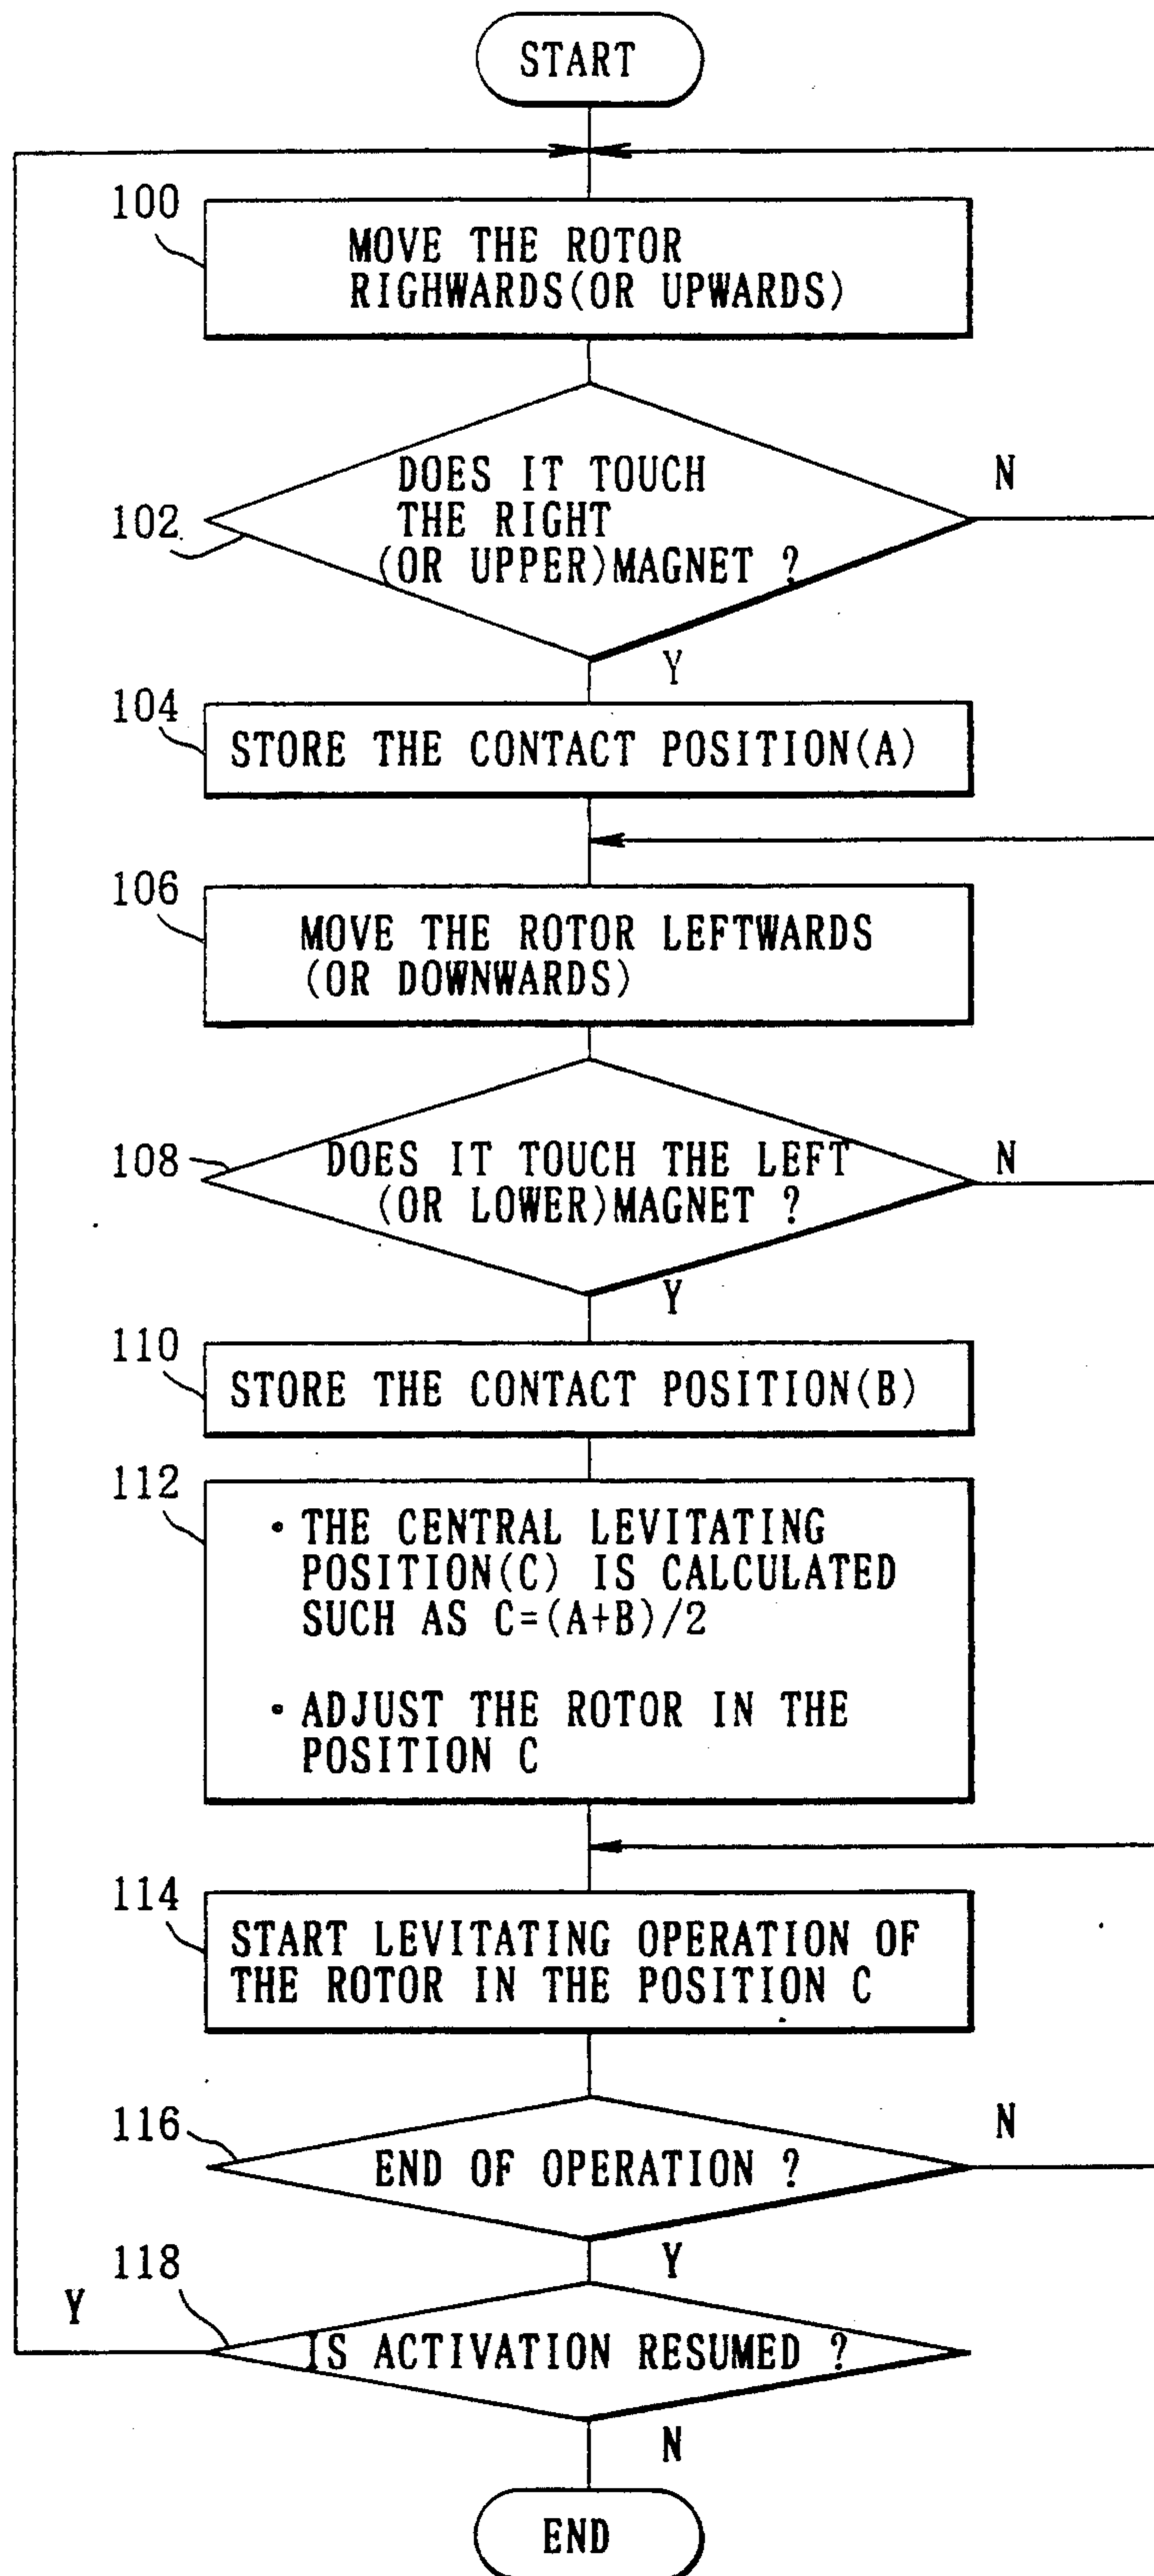 START
100
MOVE THE ROTOR
RIGHWARDS(OR UPWARDS)
DOES IT TOUCH
THE RIGHT
(OR UPPER)MAGNET ?
N
102
Y
104
STORE THE CONTACT POSITION(A)
106
MOVE THE ROTOR LEFTWARDS
(OR DOWNWARDS)
108
DOES IT TOUCH THE LEFT
(OR LOWER)MAGNET ?
N
Y
110
STORE THE CONTACT POSITION(B)
112
• THE CENTRAL LEVITATING
POSITION(C) IS CALCULATED
SUCH AS C=(A+B)/2
• ADJUST THE ROTOR IN THE
POSITION C
114
START LEVITATING OPERATION OF
THE ROTOR IN THE POSITION C
116
END OF OPERATION ?
N
Y
118
Y
IS ACTIVATION RESUMED ?
N
END